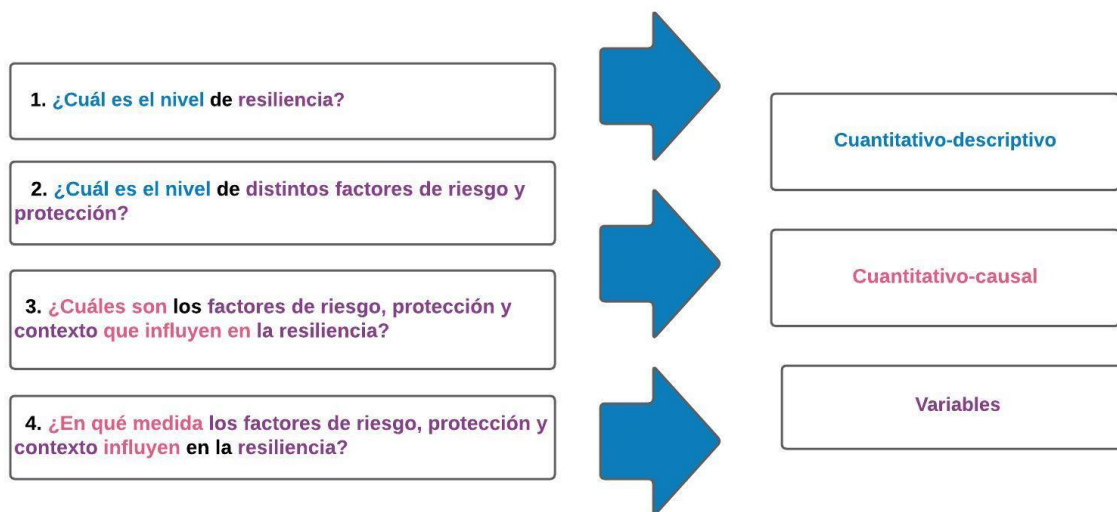 1. ¿Cuál es el nivel de resiliencia?
2. ¿Cuál es el nivel de distintos factores de riesgo y
protección?
3. ¿Cuáles son los factores de riesgo, protección y
contexto que influyen en la resiliencia?
4. ¿En qué medida los factores de riesgo, protección y
contexto influyen en la resiliencia?
Cuantitativo-descriptivo
Cuantitativo-causal
Variables